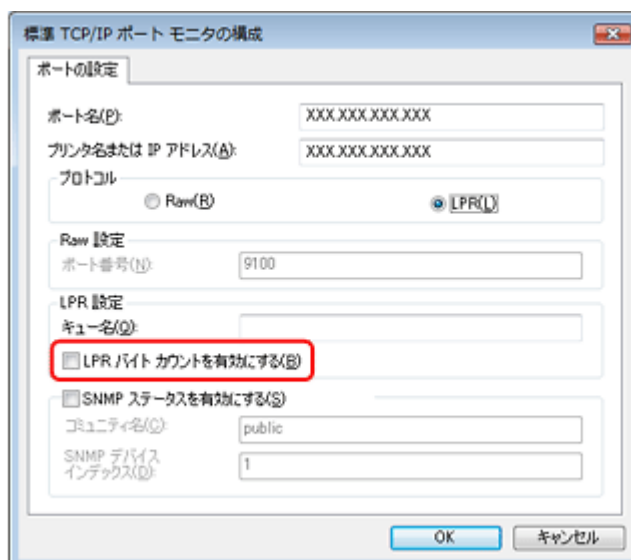 標準 TCP/IP ポート モニタの構成
ポートの設定
ポート名(P): XXX.XXX.XXX.XXX
プリンタ名または IP アドレス(A): XXX.XXX.XXX.XXX
プロトコル
Raw(R) LPR(L)
Raw 設定
ポート番号(N): 9100
LPR 設定
キュー名(Q):
LPR バイト カウントを有効にする(B)
SNMP ステータスを有効にする(S)
コミュニティ名(C): public
SNMP デバイス
インデックス(D): 1
OK キャンセル